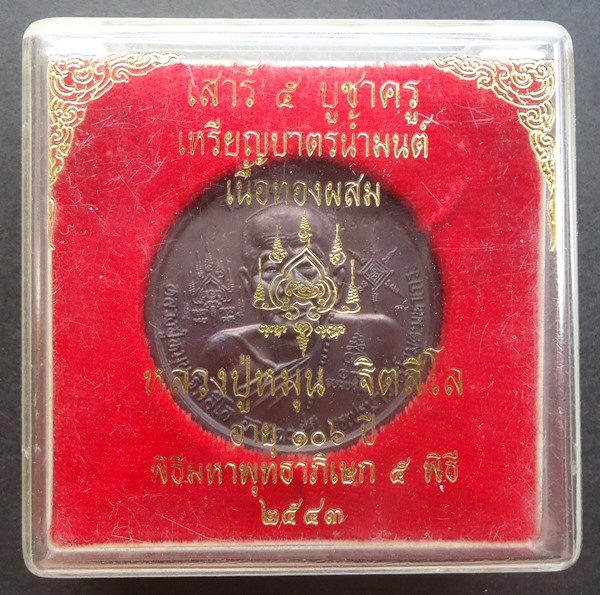 เสาร์ ๕ บูชาครู
เหรียญบาตรน้ำมนต์
เนื้อทองผสม
หลวงปู่หมุน ฐิตสีโล
อายุ ๑๐๖ ปี
พิธีมหาพุทธาภิเษก ๕ พิธี
๒๕๔๓